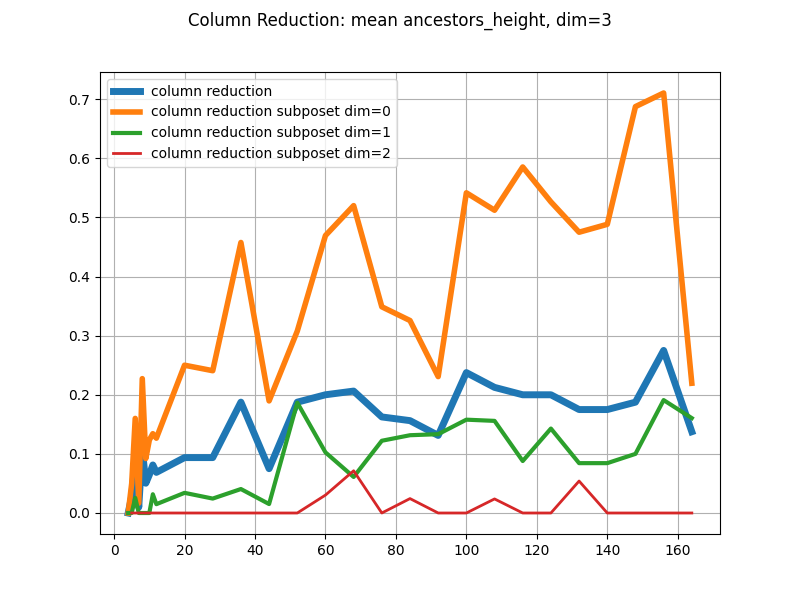 Column Reduction: mean ancestors_height, dim=3
column reduction
column reduction subposet dim=0
column reduction subposet dim=1
column reduction subposet dim=2
0.7
0.6
0.5
0.4
0.3
0.2
0.1
0.0
0 20 40 60 80 100 120 140 160